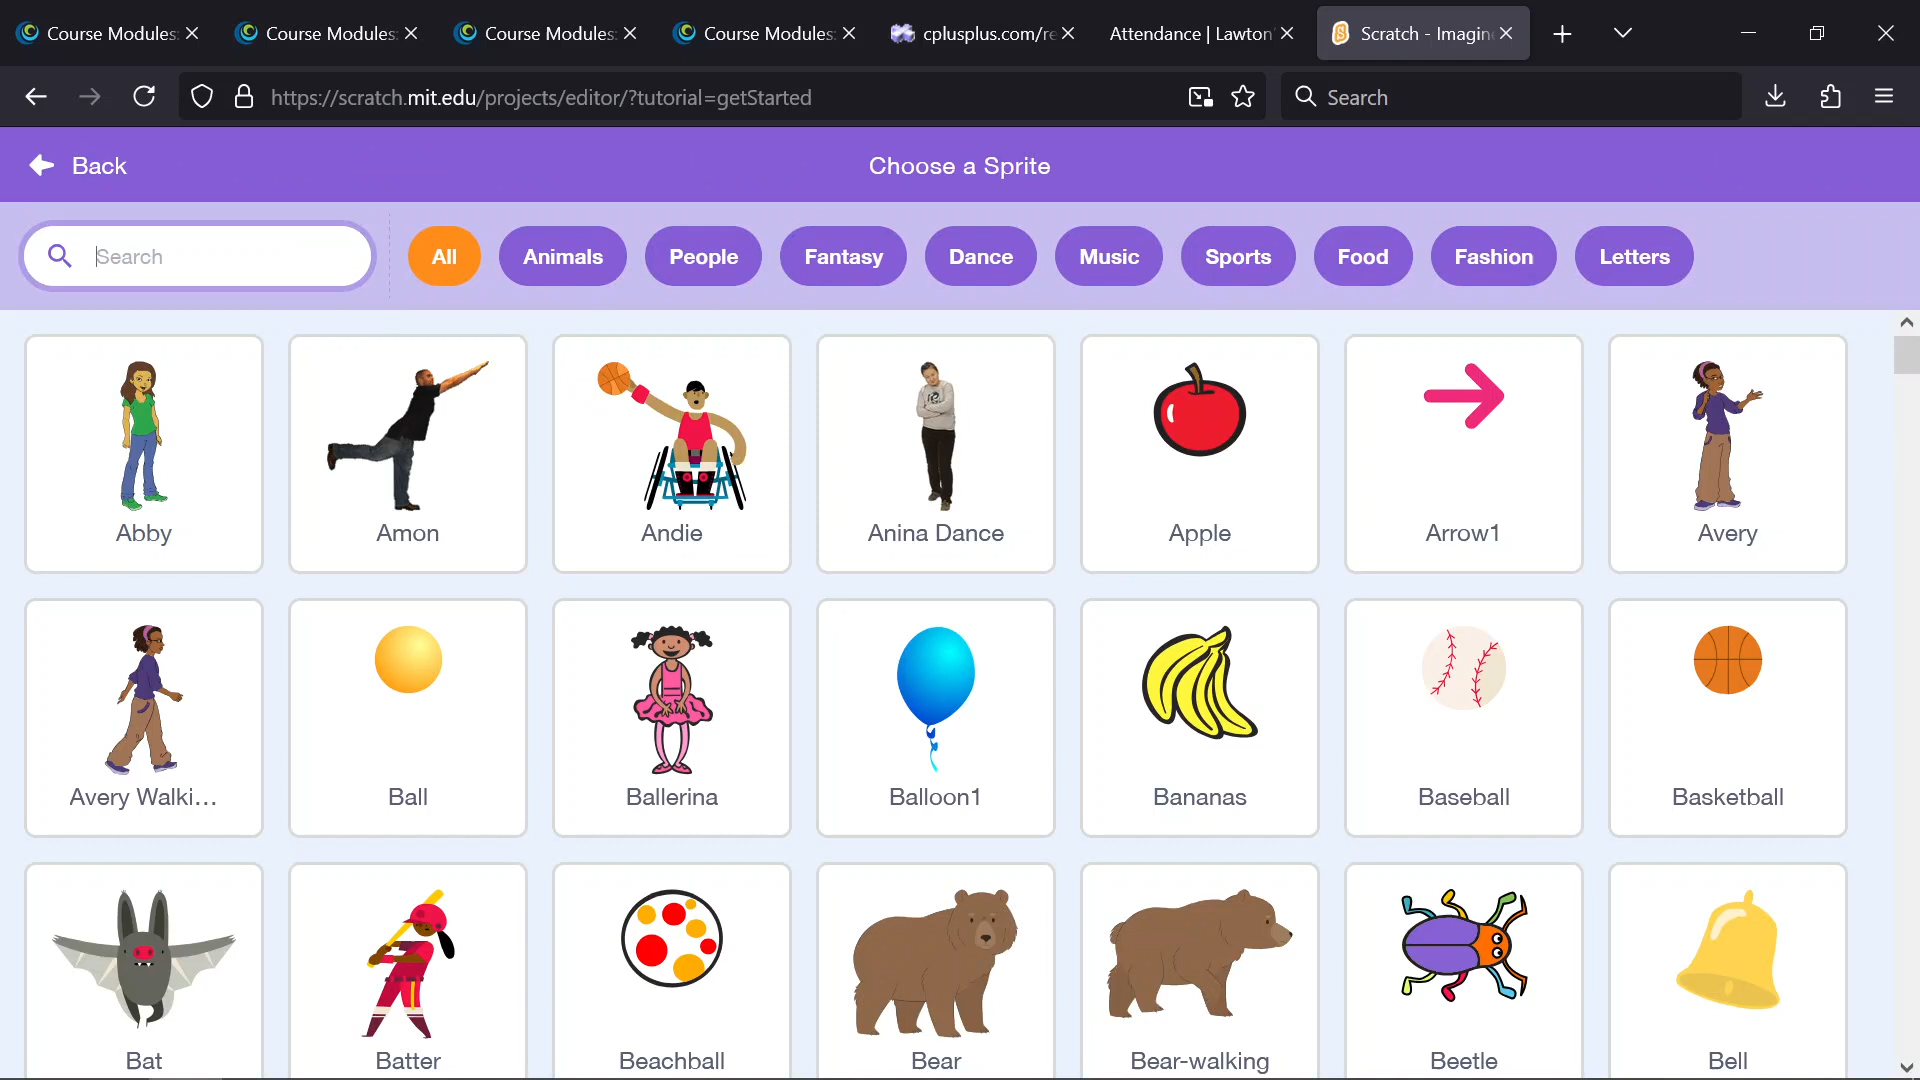 Course Modules: Course Modules: Course Modules: Course Modules: cplusplus.com/re Attendance | Lawton Scratch - Imagin
https://scratch.mit.edu/projects/editor/?tutorial=getStarted Search
Back Choose a Sprite
Search All Animals People Fantasy Dance Music Sports Food Fashion Letters
Abby Amon Andie Anina Dance Apple Arrow1 Avery
Avery Walki... Ball Ballerina Balloon1 Bananas Baseball Basketball
Bat Batter Beachball Bear Bear-walking Beetle Bell